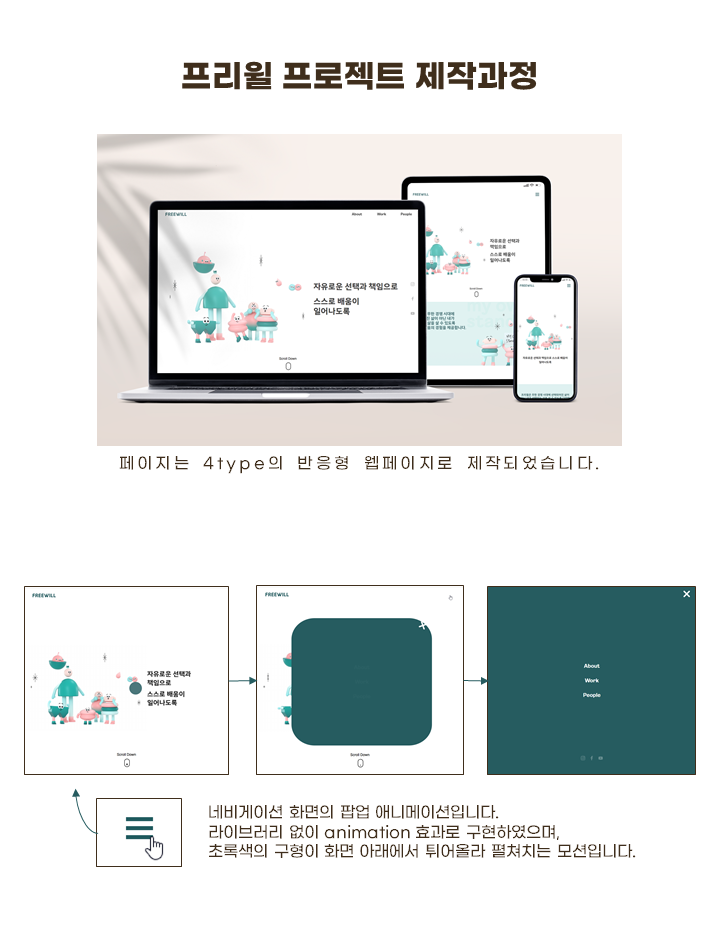 프리윌 프로젝트 제작과정
FREEWILL
About Work People
자유로운 선택과 책임으로
스스로 배움이
일어나도록
Scroll Down
FREEWILL
자유로운 선택과
책임으로
스스로 배움이
일어나도록
Scroll Down
FREEWILL
자유로운 선택과 책임으로 스스로 배움이
일어나도록
페이지는 4type의 반응형 웹페이지로 제작되었습니다.
FREEWILL
자유로운 선택과
책임으로
스스로 배움이
일어나도록
Scroll Down
FREEWILL
Scroll Down
About
Work
People
네비게이션 화면의 팝업 애니메이션입니다.
라이브러리 없이 animation 효과로 구현하였으며,
초록색의 구형이 화면 아래에서 튀어올라 펼쳐치는 모션입니다.